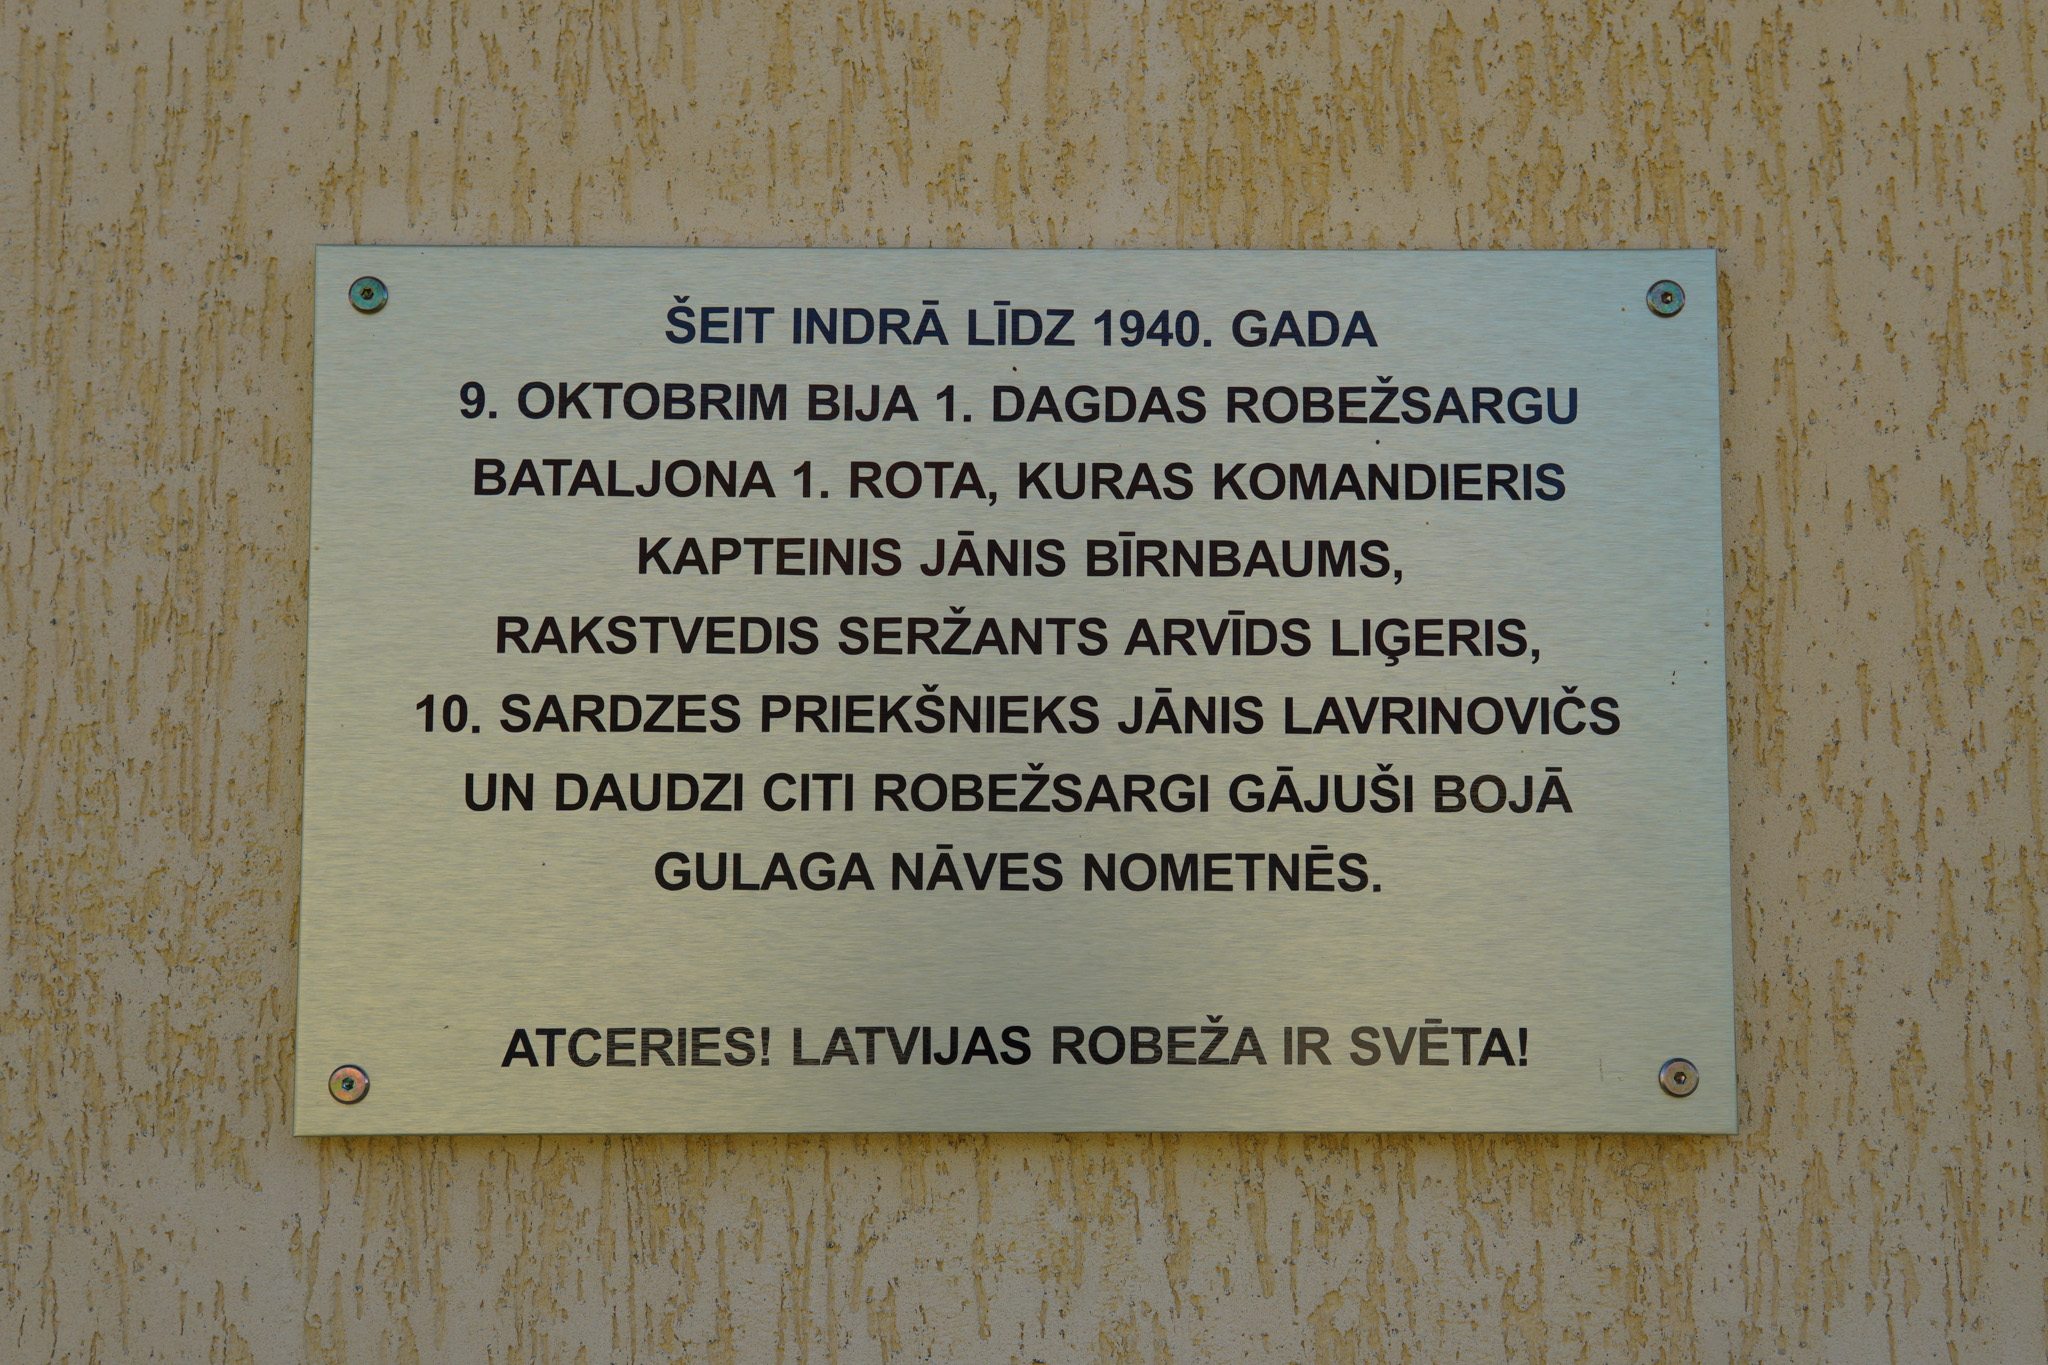 ŠEIT INDRĀ LĪDZ 1940. GADA
9. OKTOBRIM BIJA 1. DAGDAS ROBEŽSARGU
BATALJONA 1. ROTA, KURAS KOMANDIERIS
KAPTEINIS JĀNIS BĪRNBAUMS,
RAKSTVEDIS SERŽANTS ARVĪDS LIĢERIS,
10. SARDZES PRIEKŠNIEKS JĀNIS LAVRINOVIČS
UN DAUDZI CITI ROBEŽSARGI GĀJUŠI BOJĀ
GULAGA NĀVES NOMETNĒS.
ATCERIES! LATVIJAS ROBEŽA IR SVĒTA!